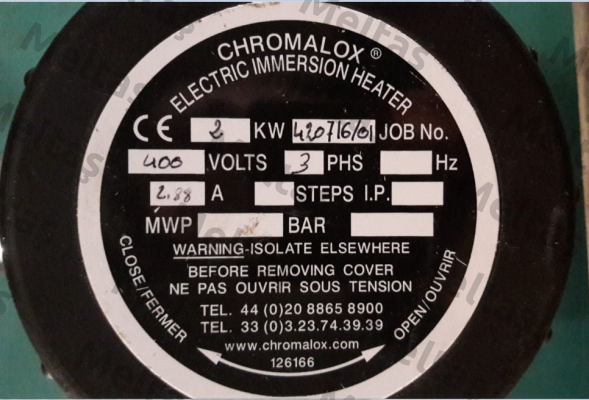 CHROMALOX ®
ELECTRIC IMMERSION HEATER
CE 2 KW 420716/01 JOB No.
400 VOLTS 3 PHS Hz
2.88 A STEPS I.P.
MWP BAR
WARNING-ISOLATE ELSEWHERE
BEFORE REMOVING COVER
NE PAS OUVRIR SOUS TENSION
CLOSE/FERMER
OPEN/OUVRIR
TEL. 44 (0)20 8865 8900
TEL. 33 (0)3.23.74.39.39
www.chromalox.com
126166
Melfas